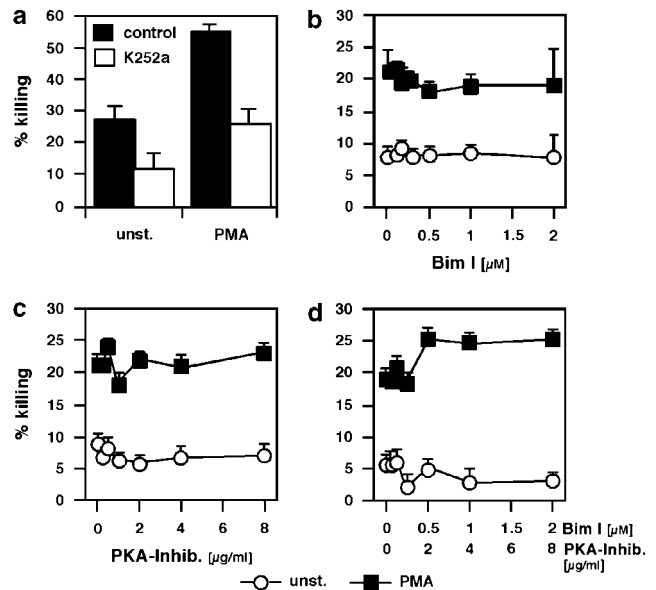 a
control
K252a
% killing
60
50
40
30
20
10
0
unst.
PMA
b
30
25
20
15
10
5
0
0 0.5 1 1.5 2
Bim I [µM]
c
% killing
30
25
20
15
10
5
0
0 2 4 6 8
PKA-Inhib. [µg/ml]
d
30
25
20
15
10
5
0
0 0.5 1 1.5 2 Bim I [µM]
0 2 4 6 8 PKA-Inhib. [µg/ml]
unst. PMA